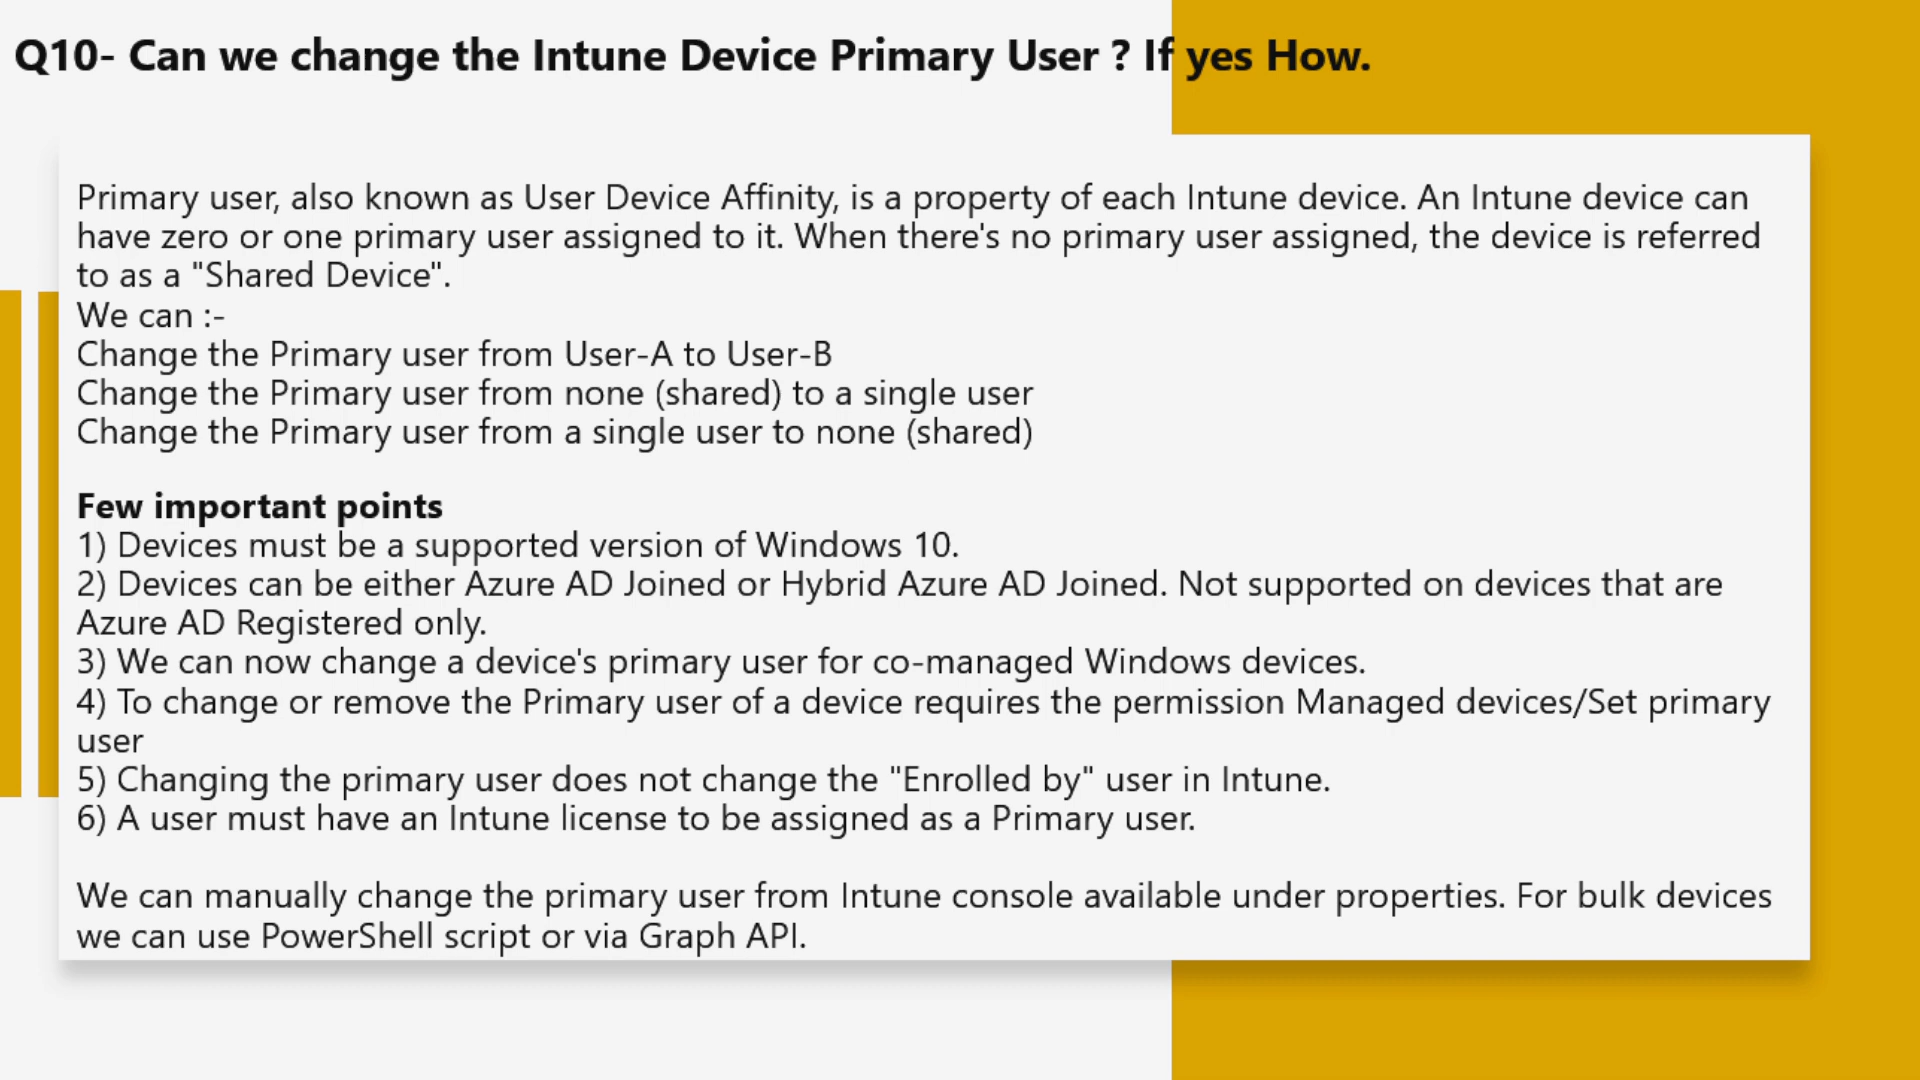 Q10- Can we change the Intune Device Primary User ? If yes How.
Primary user, also known as User Device Affinity, is a property of each Intune device. An Intune device can
have zero or one primary user assigned to it. When there's no primary user assigned, the device is referred
to as a "Shared Device".
We can :-
Change the Primary user from User-A to User-B
Change the Primary user from none (shared) to a single user
Change the Primary user from a single user to none (shared)
Few important points
1) Devices must be a supported version of Windows 10.
2) Devices can be either Azure AD Joined or Hybrid Azure AD Joined. Not supported on devices that are
Azure AD Registered only.
3) We can now change a device's primary user for co-managed Windows devices.
4) To change or remove the Primary user of a device requires the permission Managed devices/Set primary
user
5) Changing the primary user does not change the "Enrolled by" user in Intune.
6) A user must have an Intune license to be assigned as a Primary user.
We can manually change the primary user from Intune console available under properties. For bulk devices
we can use PowerShell script or via Graph API.